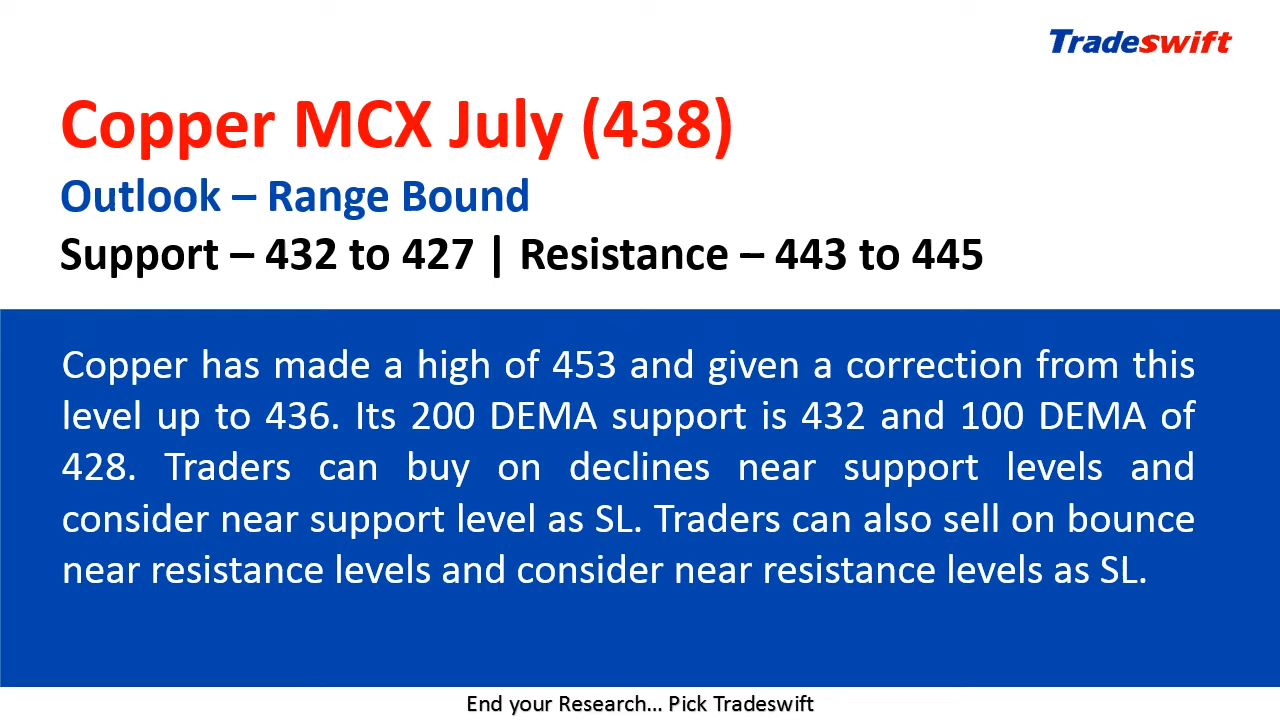 Tradeswift
Copper MCX July (438)
Outlook – Range Bound
Support – 432 to 427 | Resistance – 443 to 445
Copper has made a high of 453 and given a correction from this
level up to 436. Its 200 DEMA support is 432 and 100 DEMA of
428. Traders can buy on declines near support levels and
consider near support level as SL. Traders can also sell on bounce
near resistance levels and consider near resistance levels as SL.
End your Research... Pick Tradeswift